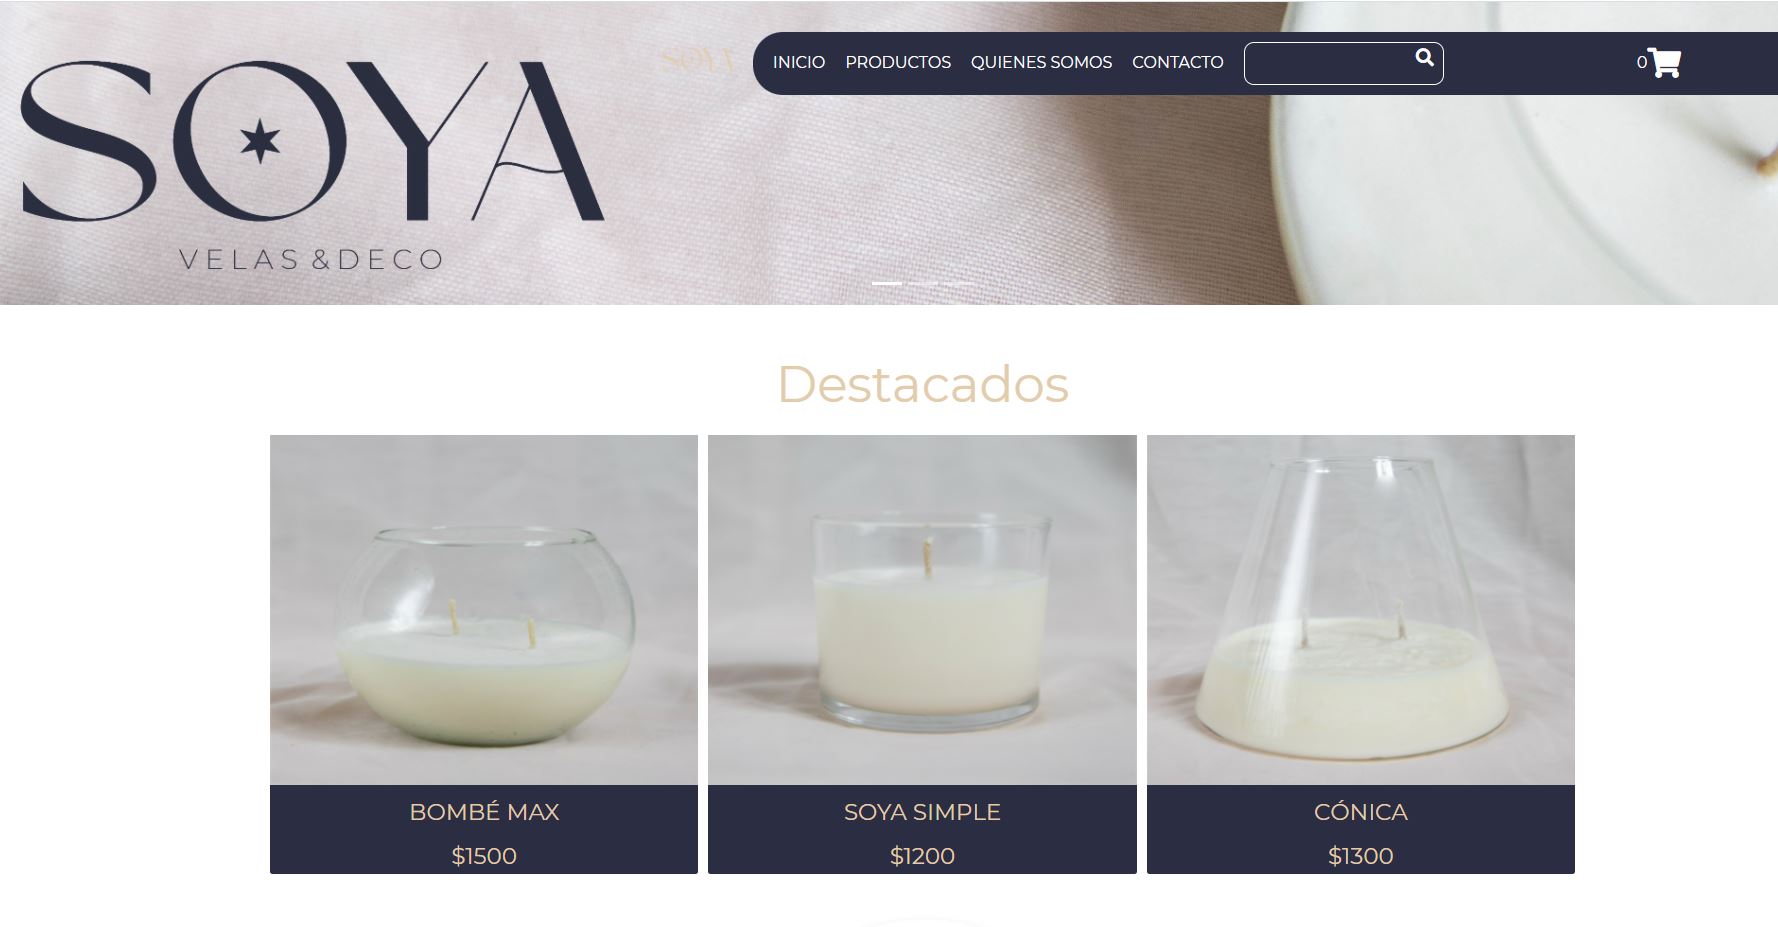 SOYA
VELAS & DECO
SOYA
INICIO PRODUCTOS QUIENES SOMOS CONTACTO 0
Destacados
BOMBÉ MAX
$1500
SOYA SIMPLE
$1200
CÓNICA
$1300